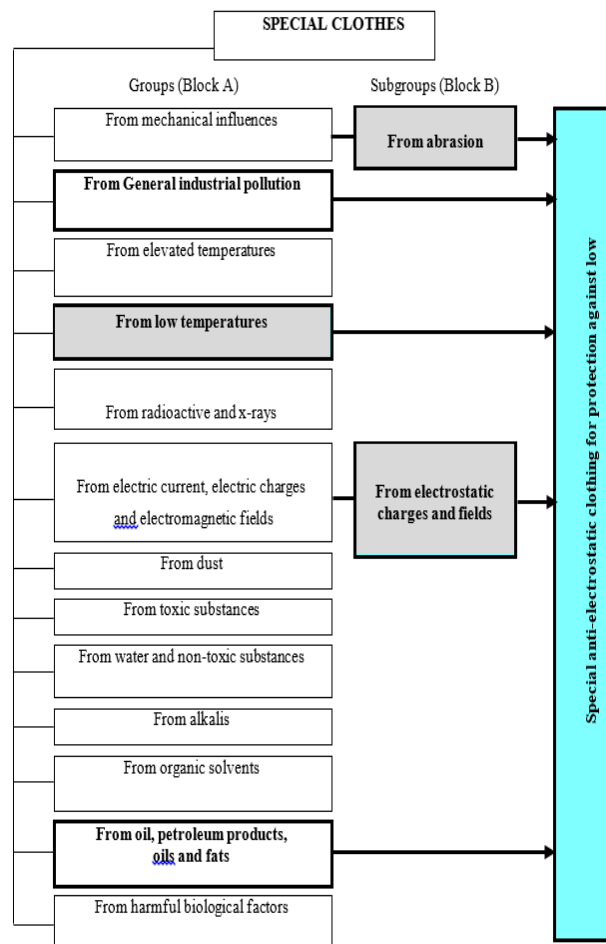 SPECIAL CLOTHES
Groups (Block A)
Subgroups (Block B)
From mechanical influences
From abrasion
From General industrial pollution
From elevated temperatures
From low temperatures
From radioactive and x-rays
From electric current, electric charges
and electromagnetic fields
From electrostatic
charges and fields
From dust
From toxic substances
From water and non-toxic substances
From alkalis
From organic solvents
From oil, petroleum products,
oils and fats
From harmful biological factors
Special anti-electrostatic clothing for protection against low